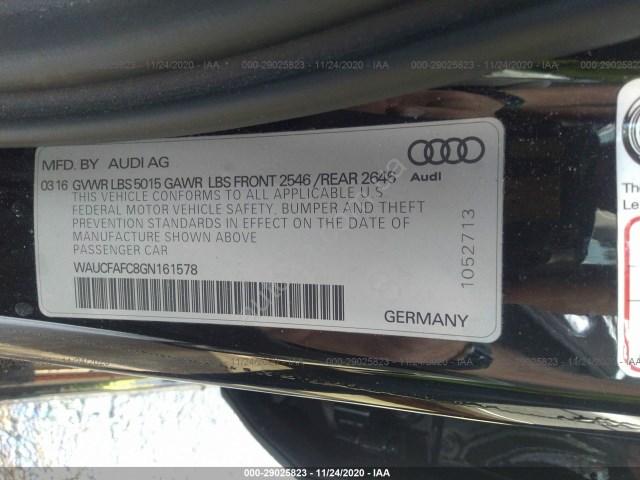 000-29025823 - 11/24/2020 - IAA
000-29025823 - 11/24/2020 - IAA
MFD. BY AUDI AG
Audi
03 16 GVWR LBS 5015 GAWR LBS FRONT 2546 /REAR 2646
THIS VEHICLE CONFORMS TO ALL APPLICABLE U.S
FEDERAL MOTOR VEHICLE SAFETY, BUMPER AND THEFT
PREVENTION STANDARDS IN EFFECT ON THE DATE OF
MANUFACTURE SHOWN ABOVE
PASSENGER CAR
WAUCFAFC8GN161578
1052713
GERMANY
The
Les
000-29025823 - 11/24/2020 - IAA
000-29025823 - 11/24/2020 - IAA
000-29025823 - 11/24/2020 - IAA